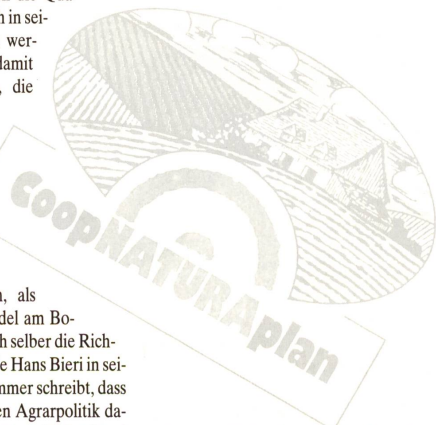 in sei-
wer-
damit
die
CoopNATURAplan
als
del am Bo-
h selber die Rich-
e Hans Bieri in sei-
mmer schreibt, dass
en Agrarpolitik da-